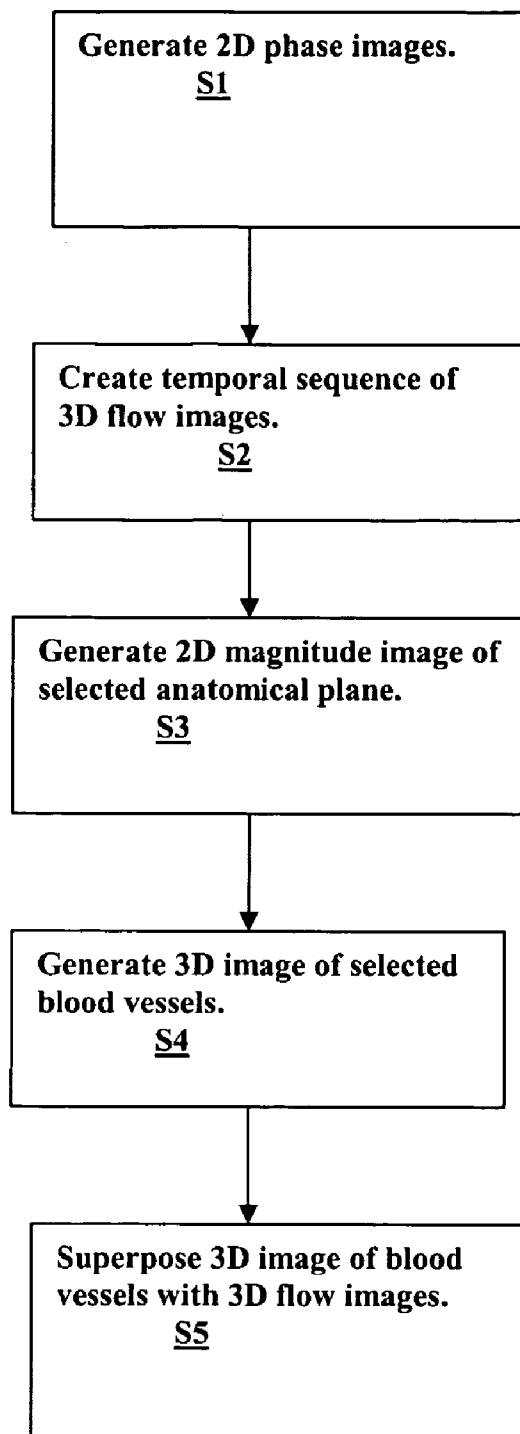 Generate 2D phase images.
S1
Create temporal sequence of
3D flow images.
S2
Generate 2D magnitude image of
selected anatomical plane.
S3
Generate 3D image of selected
blood vessels.
S4
Superpose 3D image of blood
vessels with 3D flow images.
S5